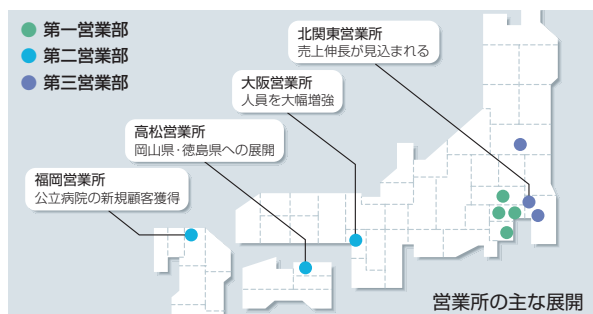 第一営業部
第二営業部
第三営業部
北関東営業所
売上伸長が見込まれる
大阪営業所
人員を大幅増強
高松営業所
岡山県・徳島県への展開
福岡営業所
公立病院の新規顧客獲得
営業所の主な展開